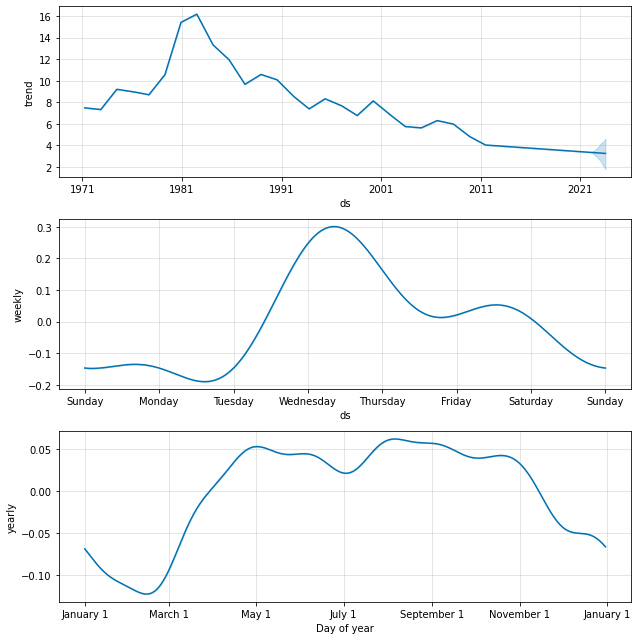 16
14
12
10
8
6
4
2
trend
1971 1981 1991 2001 2011 2021
ds
0.3
0.2
0.1
0.0
−0.1
−0.2
weekly
Sunday Monday Tuesday Wednesday Thursday Friday Saturday Sunday
ds
0.05
0.00
−0.05
−0.10
yearly
January 1 March 1 May 1 July 1 September 1 November 1 January 1
Day of year